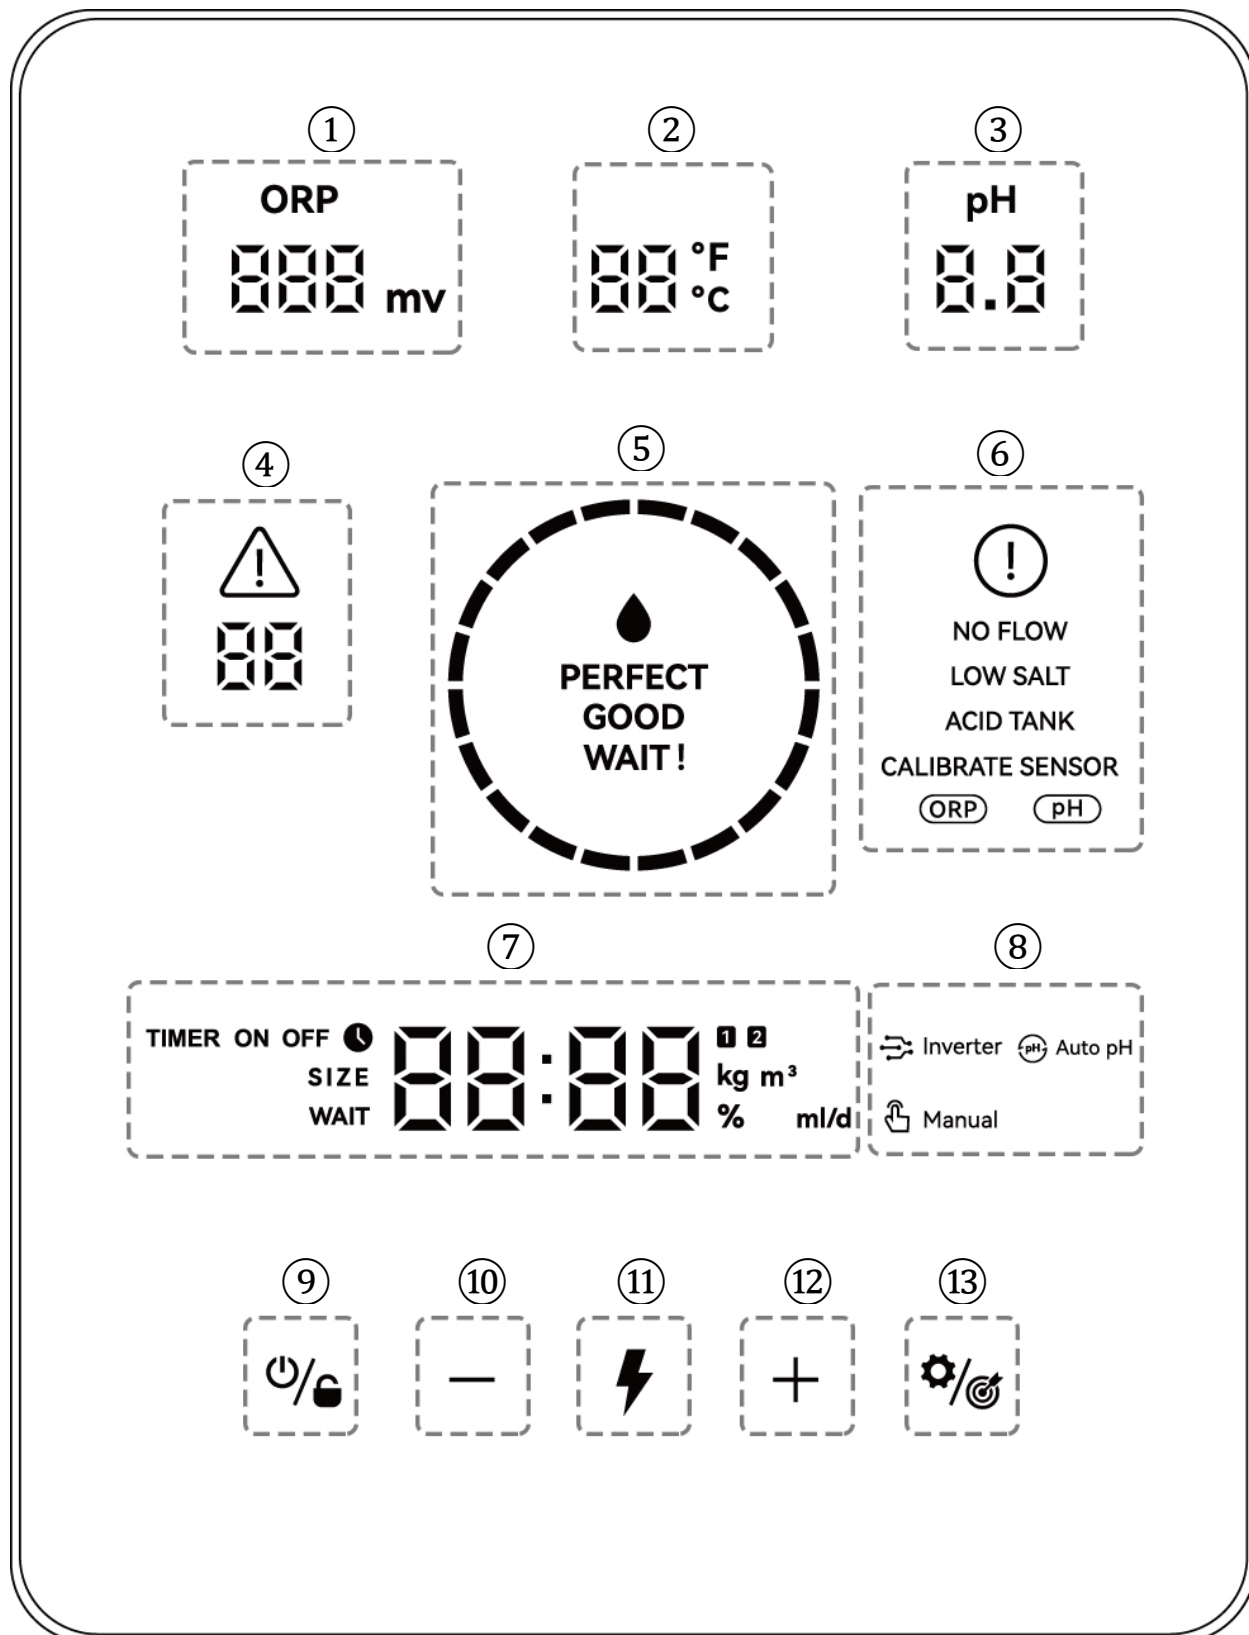 ① ② ③
ORP
888 mv
88 °F
°C
pH
8.8
④ ⑤ ⑥
!
88
PERFECT
GOOD
WAIT!
!
NO FLOW
LOW SALT
ACID TANK
CALIBRATE SENSOR
ORP pH
⑦ ⑧
TIMER ON OFF 88:88 1 2
SIZE kg m³
WAIT % ml/d
Inverter pH Auto pH
Manual
⑨ ⑩ ⑪ ⑫ ⑬
/ − + /